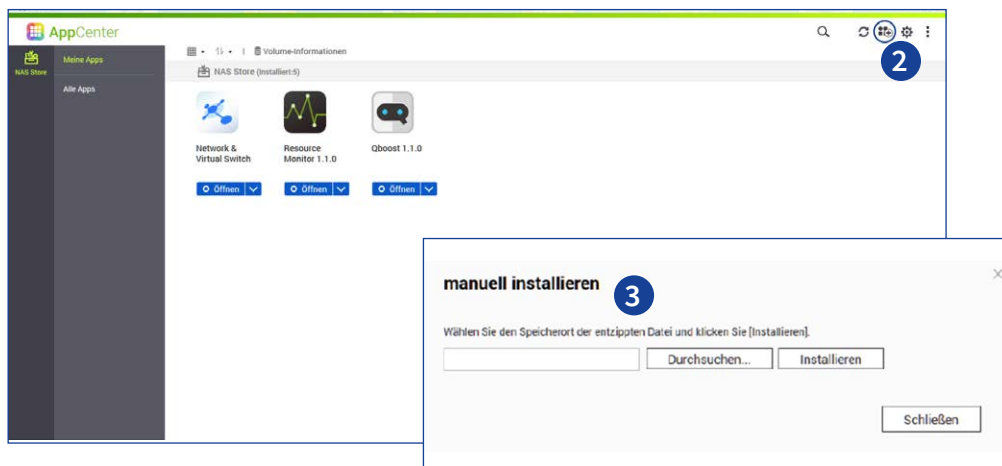 AppCenter
2
NAS Store
Meine Apps
Alle Apps
Volume-Informationen
NAS Store (Installiert:5)
Network &
Virtual Switch
Resource
Monitor 1.1.0
Qboost 1.1.0
Öffnen
Öffnen
Öffnen
manuell installieren
3
Wählen Sie den Speicherort der entzippten Datei und klicken Sie [Installieren].
Durchsuchen...
Installieren
Schließen